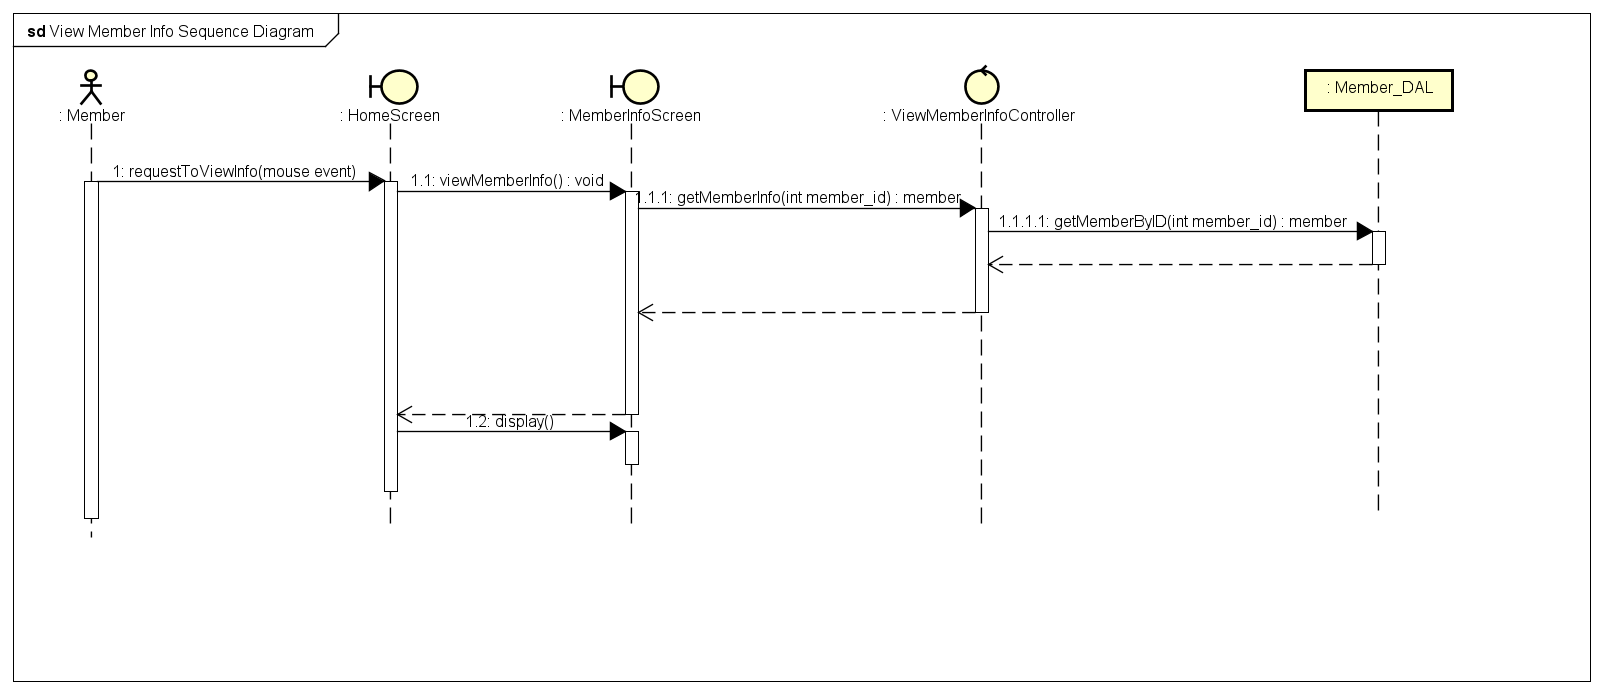 sd View Member Info Sequence Diagram
: Member
: HomeScreen
: MemberInfoScreen
: ViewMemberInfoController
: Member_DAL
1: requestToViewInfo(mouse event)
1.1: viewMemberInfo() : void
1.1.1: getMemberInfo(int member_id) : member
1.1.1.1: getMemberByID(int member_id) : member
1.2: display()